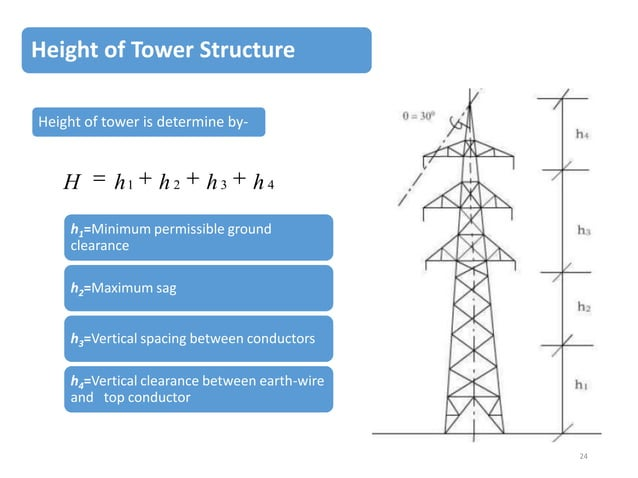 Height of Tower Structure
Height of tower is determine by-
H = h1 + h2 + h3 + h4
h1=Minimum permissible ground
clearance
h2=Maximum sag
h3=Vertical spacing between conductors
h4=Vertical clearance between earth-wire
and top conductor
θ = 30°
h4
h3
h2
h1
24